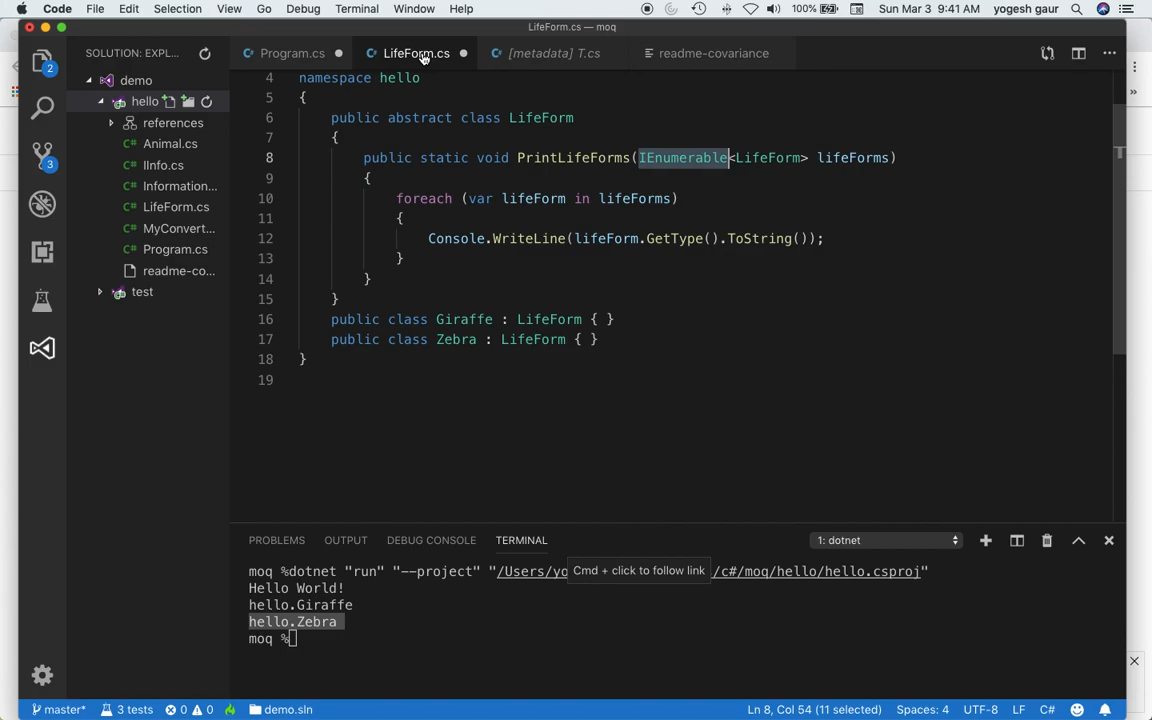 Code File Edit Selection View Go Debug Terminal Window Help 100% Sun Mar 3 9:41 AM yogesh gaur
LifeForm.cs — moq
SOLUTION: EXPL...
Program.cs
LifeForm.cs
[metadata] T.cs
readme-covariance
2
3
demo
hello
references
Animal.cs
IInfo.cs
Information...
LifeForm.cs
MyConvert...
Program.cs
readme-co...
test
4 namespace hello
5 {
6 public abstract class LifeForm
7 {
8 public static void PrintLifeForms(IEnumerable<LifeForm> lifeForms)
9 {
10 foreach (var lifeForm in lifeForms)
11 {
12 Console.WriteLine(lifeForm.GetType().ToString());
13 }
14 }
15 }
16 public class Giraffe : LifeForm { }
17 public class Zebra : LifeForm { }
18 }
19
PROBLEMS OUTPUT DEBUG CONSOLE TERMINAL 1: dotnet
moq %dotnet "run" "--project" "/Users/yo /c#/moq/hello/hello.csproj"
Cmd + click to follow link
Hello World!
hello.Giraffe
hello.Zebra
moq %
master* 3 tests 0 0 demo.sln Ln 8, Col 54 (11 selected) Spaces: 4 UTF-8 LF C#